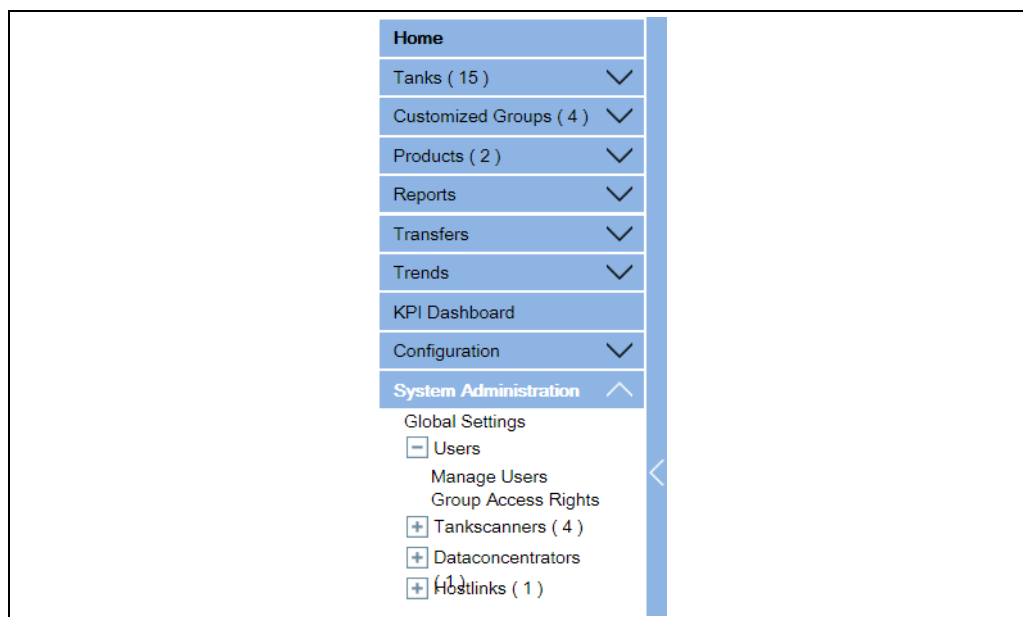 Home
Tanks ( 15 )
Customized Groups ( 4 )
Products ( 2 )
Reports
Transfers
Trends
KPI Dashboard
Configuration
System Administration
Global Settings
Users
Manage Users
Group Access Rights
Tankscanners ( 4 )
Dataconcentrators
( 1 )
Hostlinks ( 1 )